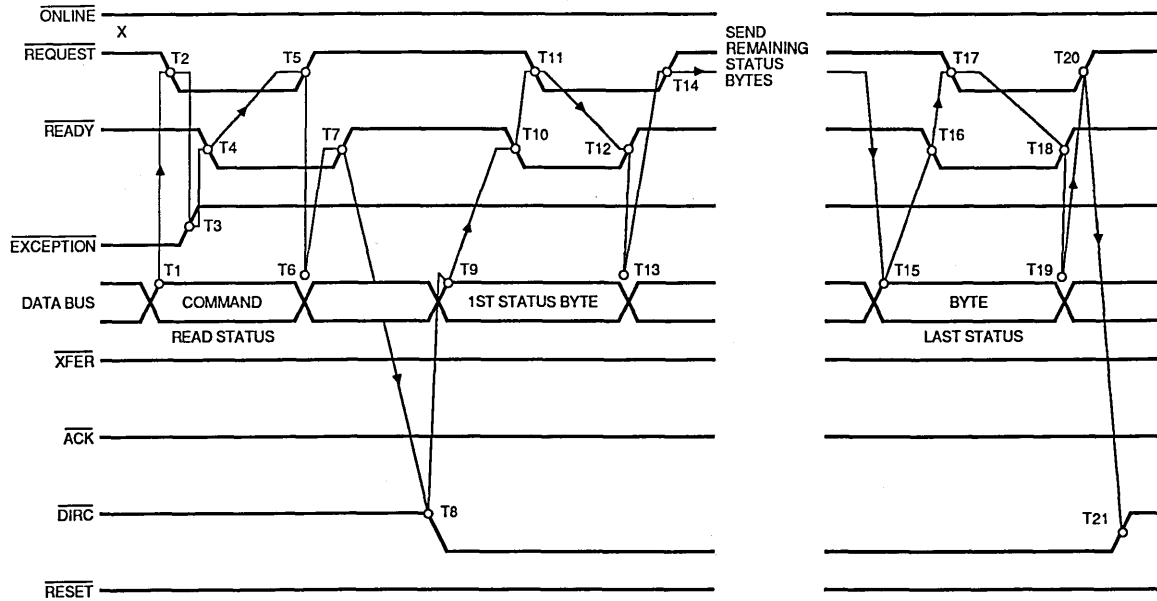 ONLINE
X
REQUEST
T2
T5
T11
T14
SEND
REMAINING
STATUS
BYTES
T17
T20
READY
T4
T7
T10
T12
T16
T18
EXCEPTION
T3
T1
T6
T9
T13
T15
T19
DATA BUS
COMMAND
1ST STATUS BYTE
BYTE
READ STATUS
LAST STATUS
XFER
ACK
DIRC
T8
T21
RESET